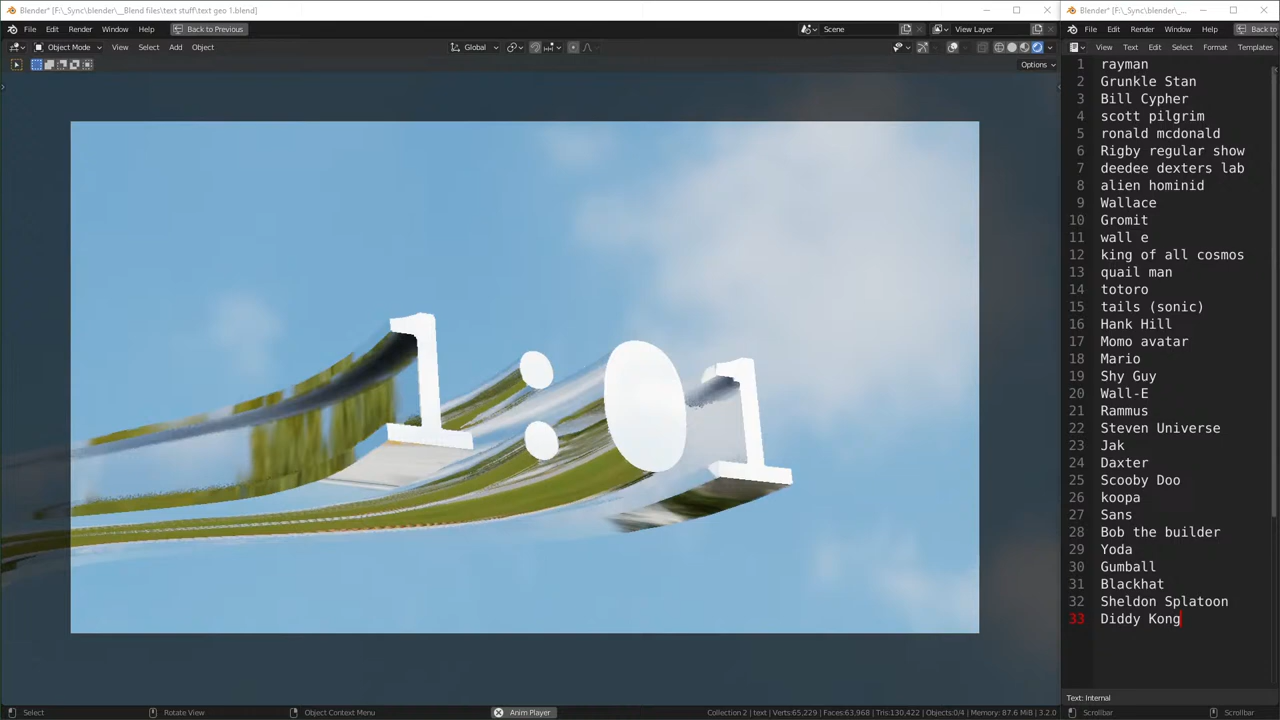 Blender* [F:\_Sync\blender\__Blend files\text stuff\text geo 1.blend]
File Edit Render Window Help Back to Previous
Scene
View Layer
Object Mode View Select Add Object
Global
Options
1:01
Select
Rotate View
Object Context Menu
Anim Player
Collection 2 | text | Verts:65,229 | Faces:63,968 | Tris:130,422 | Objects:0/4 | Memory: 87.6 MiB | 3.2.0
Blender* [F:\_Sync\blender\_...
File Edit Render Window Help Back to
View Text Edit Select Format Templates
1 rayman
2 Grunkle Stan
3 Bill Cypher
4 scott pilgrim
5 ronald mcdonald
6 Rigby regular show
7 deedee dexters lab
8 alien hominid
9 Wallace
10 Gromit
11 wall e
12 king of all cosmos
13 quail man
14 totoro
15 tails (sonic)
16 Hank Hill
17 Momo avatar
18 Mario
19 Shy Guy
20 Wall-E
21 Rammus
22 Steven Universe
23 Jak
24 Daxter
25 Scooby Doo
26 koopa
27 Sans
28 Bob the builder
29 Yoda
30 Gumball
31 Blackhat
32 Sheldon Splatoon
33 Diddy Kong
Text: Internal
Scrollbar
Scrollbar